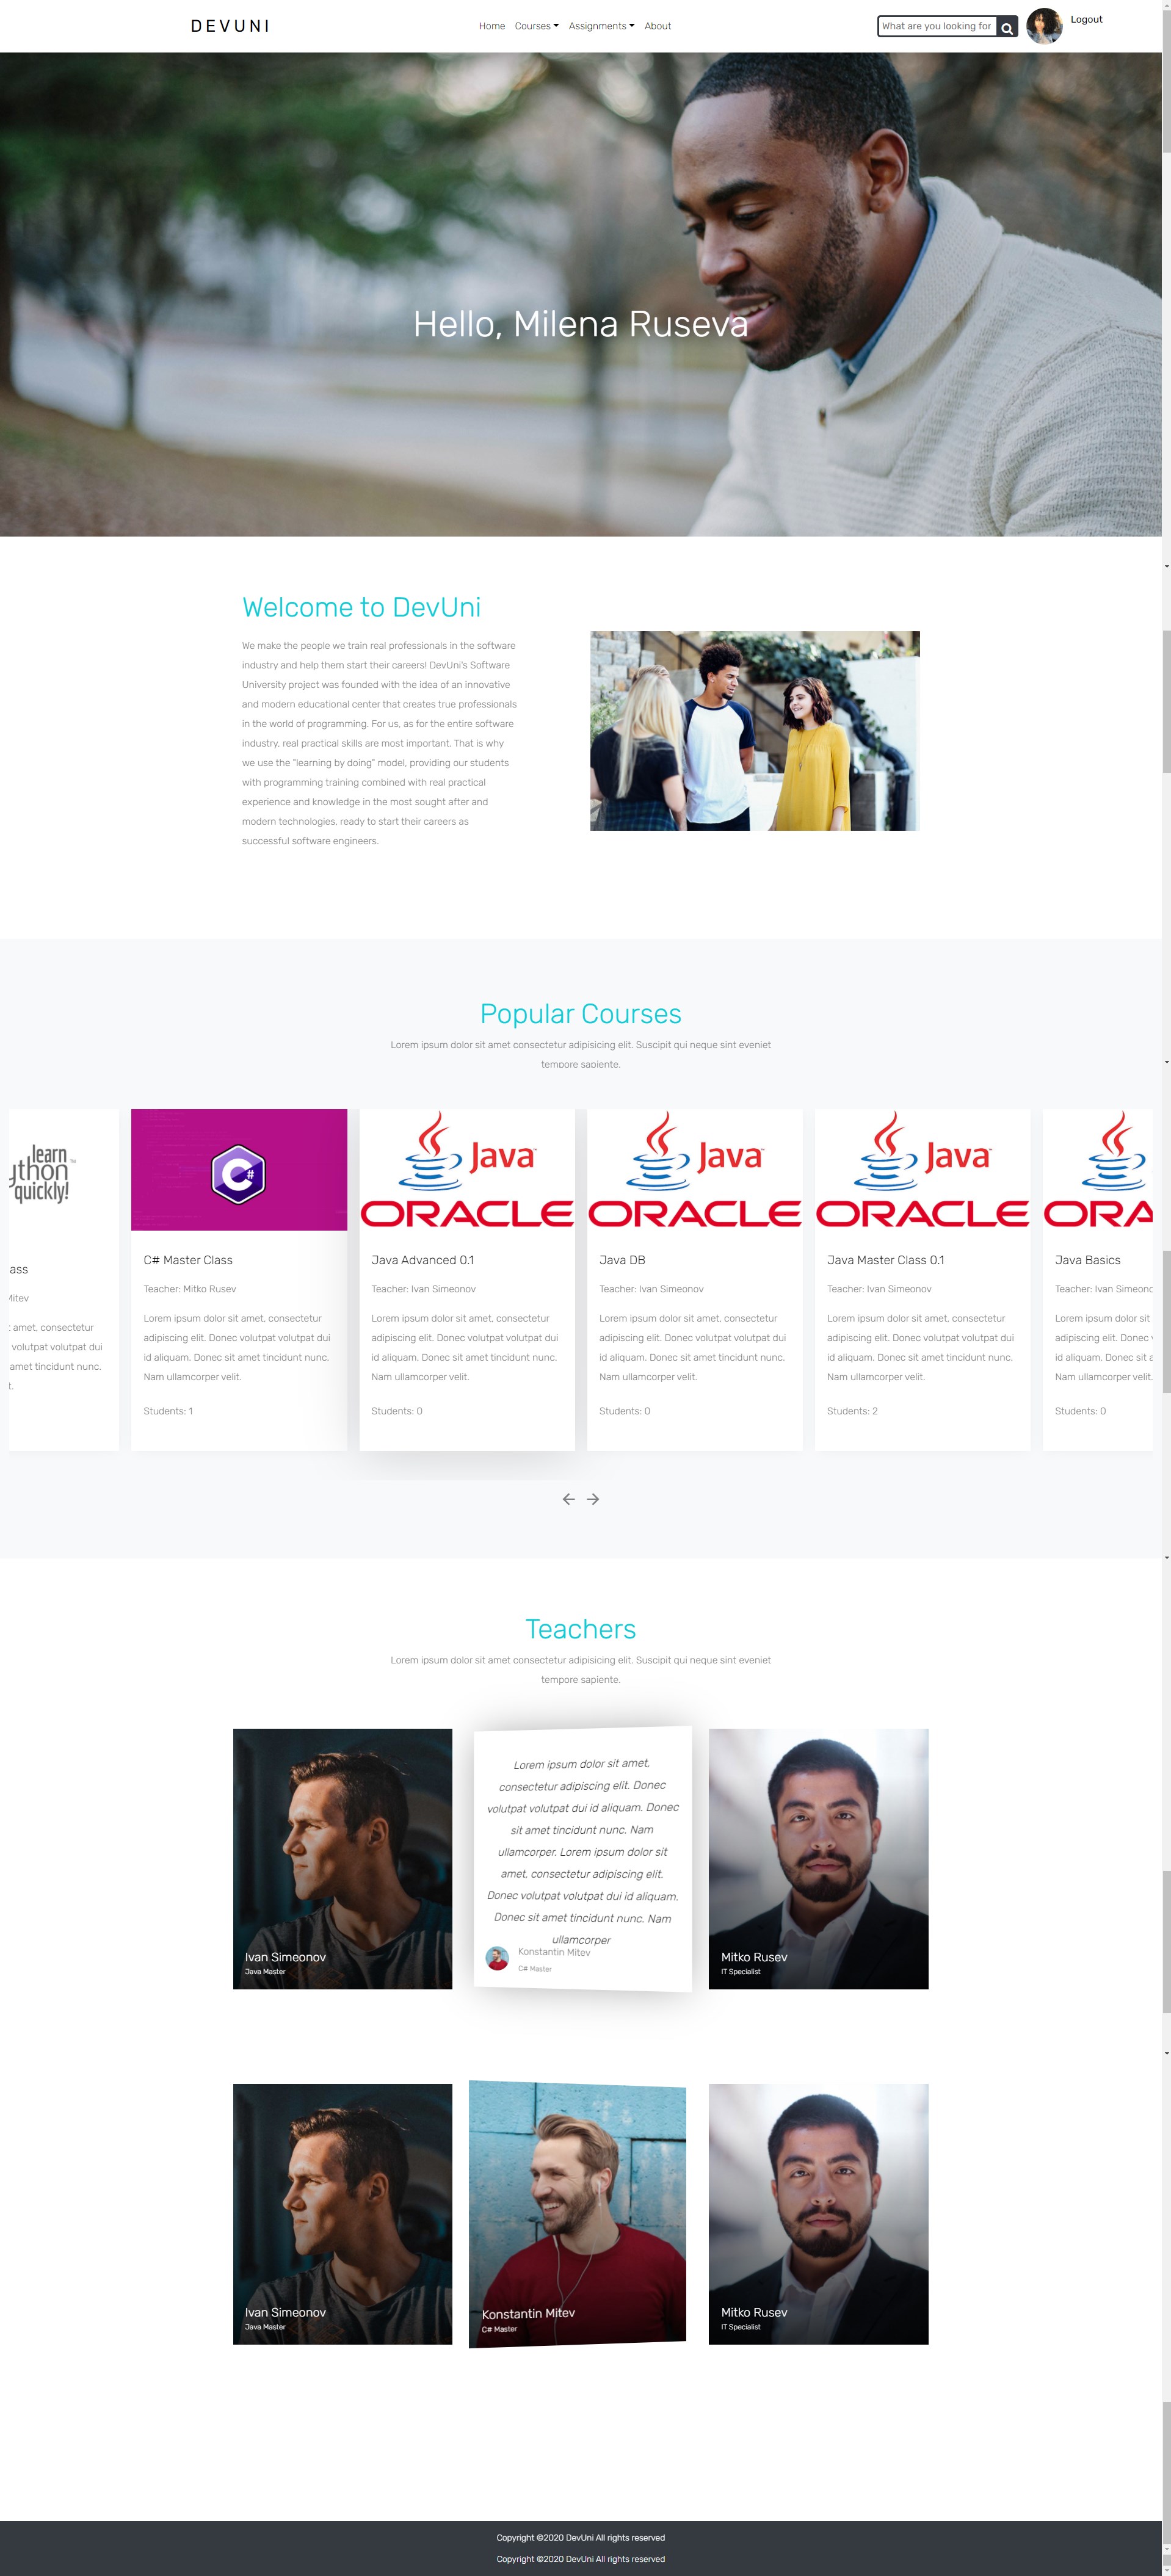 DEVUNI
Home Courses Assignments About
What are you looking for
Logout
Hello, Milena Ruseva
Welcome to DevUni
We make the people we train real professionals in the software
industry and help them start their careers! DevUni's Software
University project was founded with the idea of an innovative
and modern educational center that creates true professionals
in the world of programming. For us, as for the entire software
industry, real practical skills are most important. That is why
we use the "learning by doing" model, providing our students
with programming training combined with real practical
experience and knowledge in the most sought after and
modern technologies, ready to start their careers as
successful software engineers.
Popular Courses
Lorem ipsum dolor sit amet consectetur adipisicing elit. Suscipit qui neque sint eveniet
tempore sapiente.
learn
ython
quickly!
ass
Mitev
t amet, consectetur
volutpat volutpat dui
amet tincidunt nunc.
t.
C#
C# Master Class
Teacher: Mitko Rusev
Lorem ipsum dolor sit amet, consectetur
adipiscing elit. Donec volutpat volutpat dui
id aliquam. Donec sit amet tincidunt nunc.
Nam ullamcorper velit.
Students: 1
Java™
ORACLE
Java Advanced 0.1
Teacher: Ivan Simeonov
Lorem ipsum dolor sit amet, consectetur
adipiscing elit. Donec volutpat volutpat dui
id aliquam. Donec sit amet tincidunt nunc.
Nam ullamcorper velit.
Students: 0
Java™
ORACLE
Java DB
Teacher: Ivan Simeonov
Lorem ipsum dolor sit amet, consectetur
adipiscing elit. Donec volutpat volutpat dui
id aliquam. Donec sit amet tincidunt nunc.
Nam ullamcorper velit.
Students: 0
Java™
ORACLE
Java Master Class 0.1
Teacher: Ivan Simeonov
Lorem ipsum dolor sit amet, consectetur
adipiscing elit. Donec volutpat volutpat dui
id aliquam. Donec sit amet tincidunt nunc.
Nam ullamcorper velit.
Students: 2
J
ORA
Java Basics
Teacher: Ivan Simeono
Lorem ipsum dolor sit
adipiscing elit. Donec v
id aliquam. Donec sit a
Nam ullamcorper velit.
Students: 0
Teachers
Lorem ipsum dolor sit amet consectetur adipisicing elit. Suscipit qui neque sint eveniet
tempore sapiente.
Ivan Simeonov
Java Master
Lorem ipsum dolor sit amet,
consectetur adipiscing elit. Donec
volutpat volutpat dui id aliquam. Donec
sit amet tincidunt nunc. Nam
ullamcorper. Lorem ipsum dolor sit
amet, consectetur adipiscing elit.
Donec volutpat volutpat dui id aliquam.
Donec sit amet tincidunt nunc. Nam
ullamcorper
Konstantin Mitev
C# Master
Mitko Rusev
IT Specialist
Ivan Simeonov
Java Master
Konstantin Mitev
C# Master
Mitko Rusev
IT Specialist
Copyright ©2020 DevUni All rights reserved
Copyright ©2020 DevUni All rights reserved